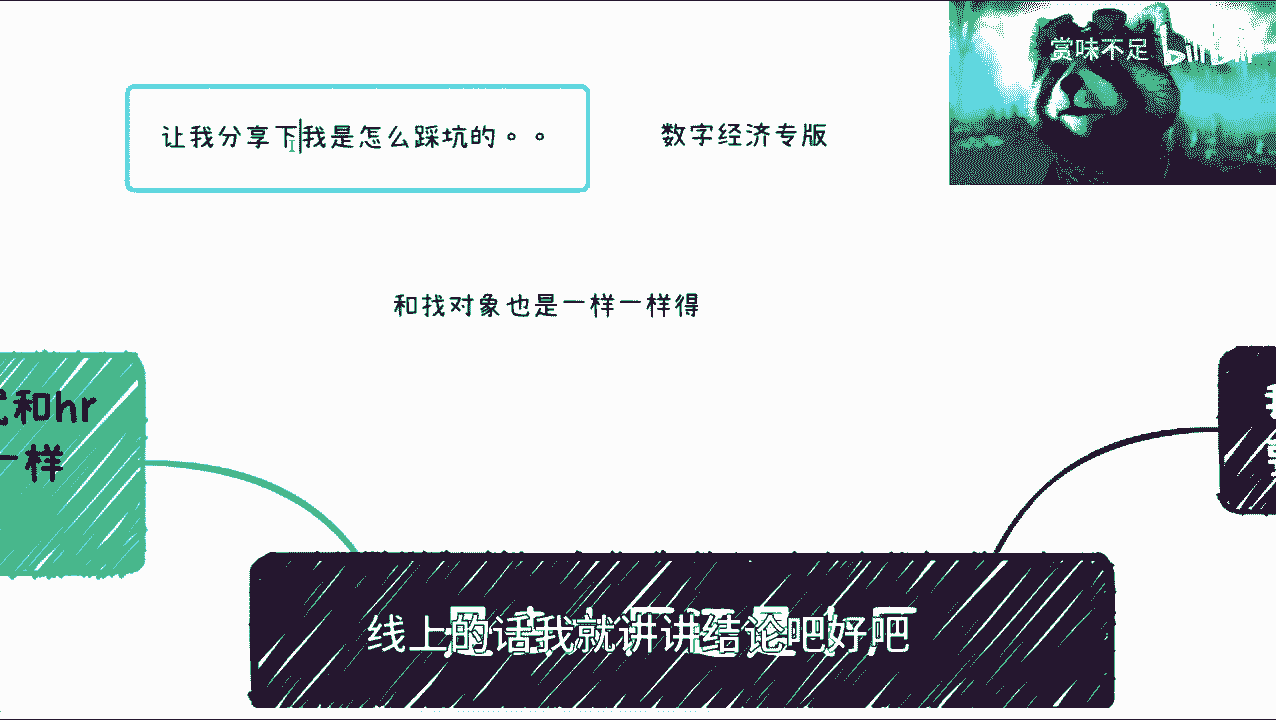 赏味不足 bilibili
让我分享下我是怎么踩坑的。。
数字经济专版
和找对象也是一样一样得
和hr
一样
线上的话我就讲讲结论吧好吧